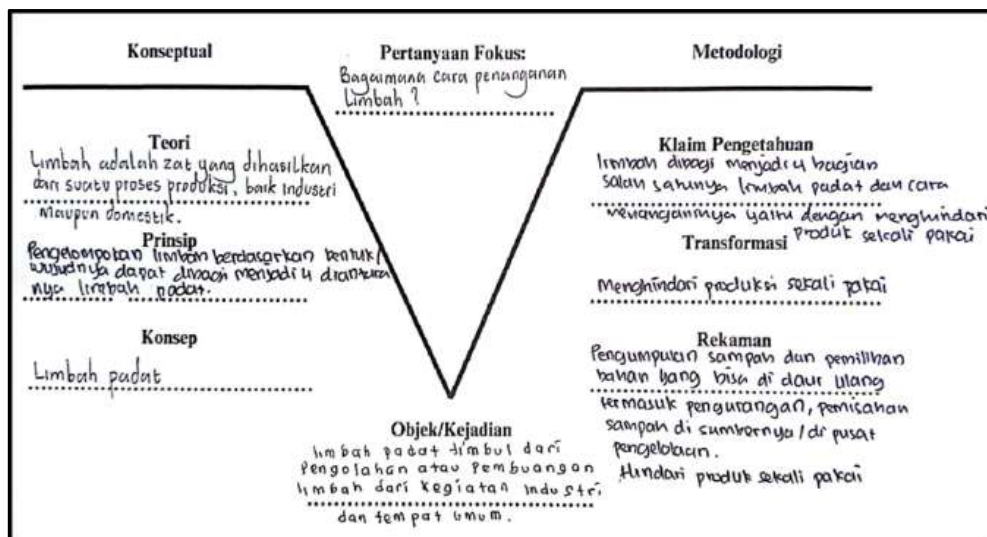 Konseptual
Teori
Limbah adalah zat yang dihasilkan
dari suatu proses produksi, baik industri
maupun domestik.
Prinsip
Pengelompokan limbah berdasarkan bentuk/
wujudnya dapat dibagi menjadi 4 diantara
nya limbah padat.
Konsep
Limbah padat
Pertanyaan Fokus:
Bagaimana cara penanganan
Limbah ?
Objek/Kejadian
limbah padat timbul dari
Pengolahan atau Pembuangan
limbah dari kegiatan industri
dan tempat umum.
Metodologi
Klaim Pengetahuan
limbah dibagi menjadi 4 bagian
salah satunya limbah padat dan cara
menanganinya yaitu dengan menghindari
produk sekali pakai
Transformasi
Menghindari produksi sekali pakai
Rekaman
Pengumpulan sampah dan pemilihan
bahan yang bisa di daur ulang
termasuk pengurangan, pemisahan
sampah di sumbernya / di pusat
pengelolaan.
Hindari produk sekali pakai